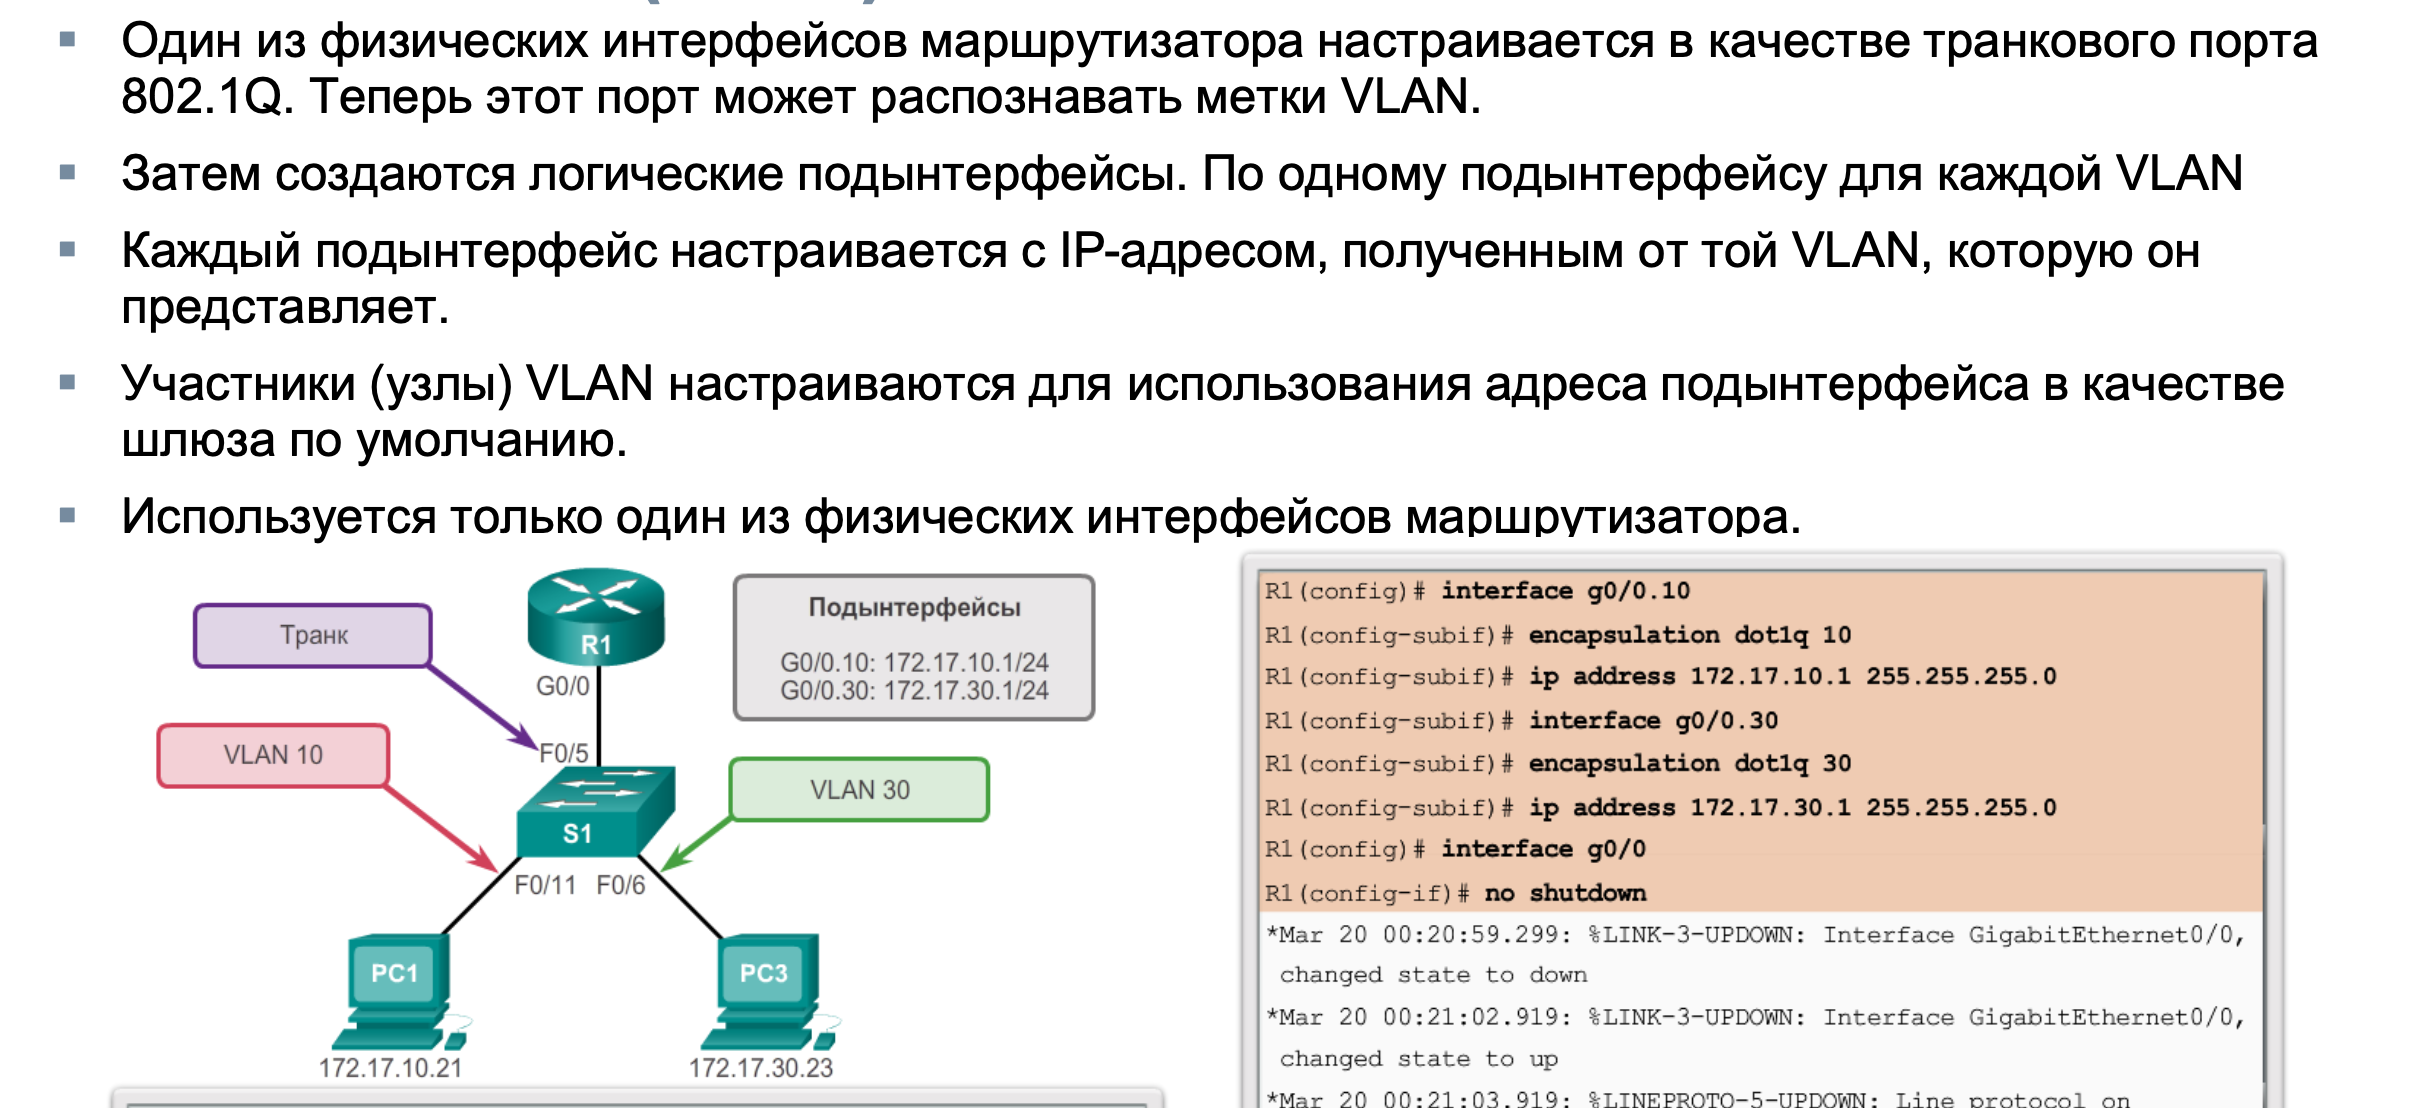 Один из физических интерфейсов маршрутизатора настраивается в качестве транкового порта
802.1Q. Теперь этот порт может распознавать метки VLAN.
Затем создаются логические подынтерфейсы. По одному подынтерфейсу для каждой VLAN
Каждый подынтерфейс настраивается с IP-адресом, полученным от той VLAN, которую он
представляет.
Участники (узлы) VLAN настраиваются для использования адреса подынтерфейса в качестве
шлюза по умолчанию.
Используется только один из физических интерфейсов маршрутизатора.
Транк
R1
G0/0
Подынтерфейсы
G0/0.10: 172.17.10.1/24
G0/0.30: 172.17.30.1/24
F0/5
VLAN 10
VLAN 30
S1
F0/11 F0/6
PC1
PC3
172.17.10.21
172.17.30.23
R1(config)# interface g0/0.10
R1(config-subif)# encapsulation dot1q 10
R1(config-subif)# ip address 172.17.10.1 255.255.255.0
R1(config-subif)# interface g0/0.30
R1(config-subif)# encapsulation dot1q 30
R1(config-subif)# ip address 172.17.30.1 255.255.255.0
R1(config)# interface g0/0
R1(config-if)# no shutdown
*Mar 20 00:20:59.299: %LINK-3-UPDOWN: Interface GigabitEthernet0/0,
changed state to down
*Mar 20 00:21:02.919: %LINK-3-UPDOWN: Interface GigabitEthernet0/0,
changed state to up
*Mar 20 00:21:03.919: %LINEPROTO-5-UPDOWN: Line protocol on